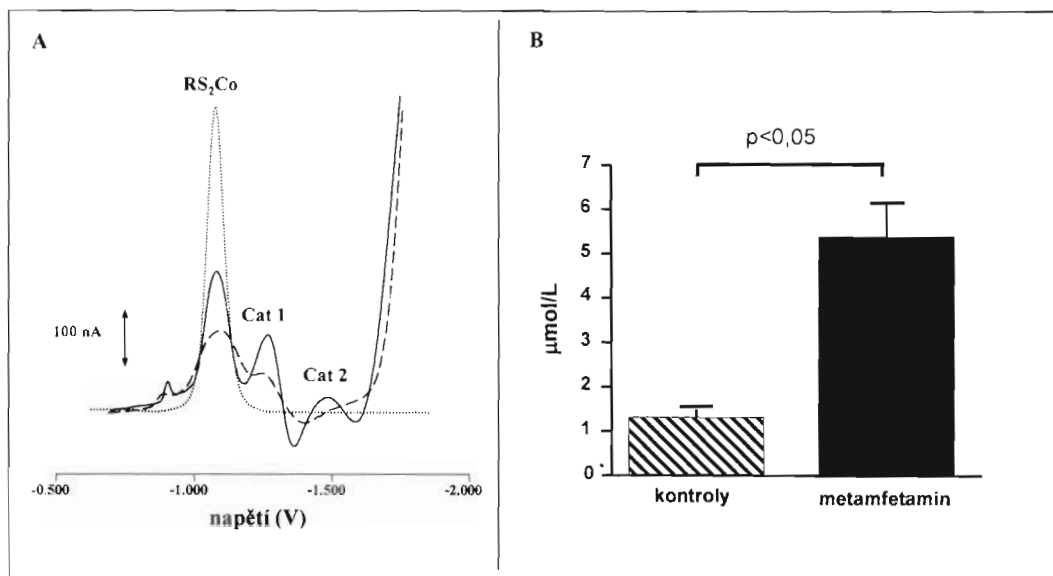 A
RS₂Co
Cat 1
Cat 2
100 nA
-0.500
-1.000
-1.500
-2.000
napětí (V)
B
p<0,05
7
6
5
4
3
2
1
0
µmol/L
kontroly
metamfetamin